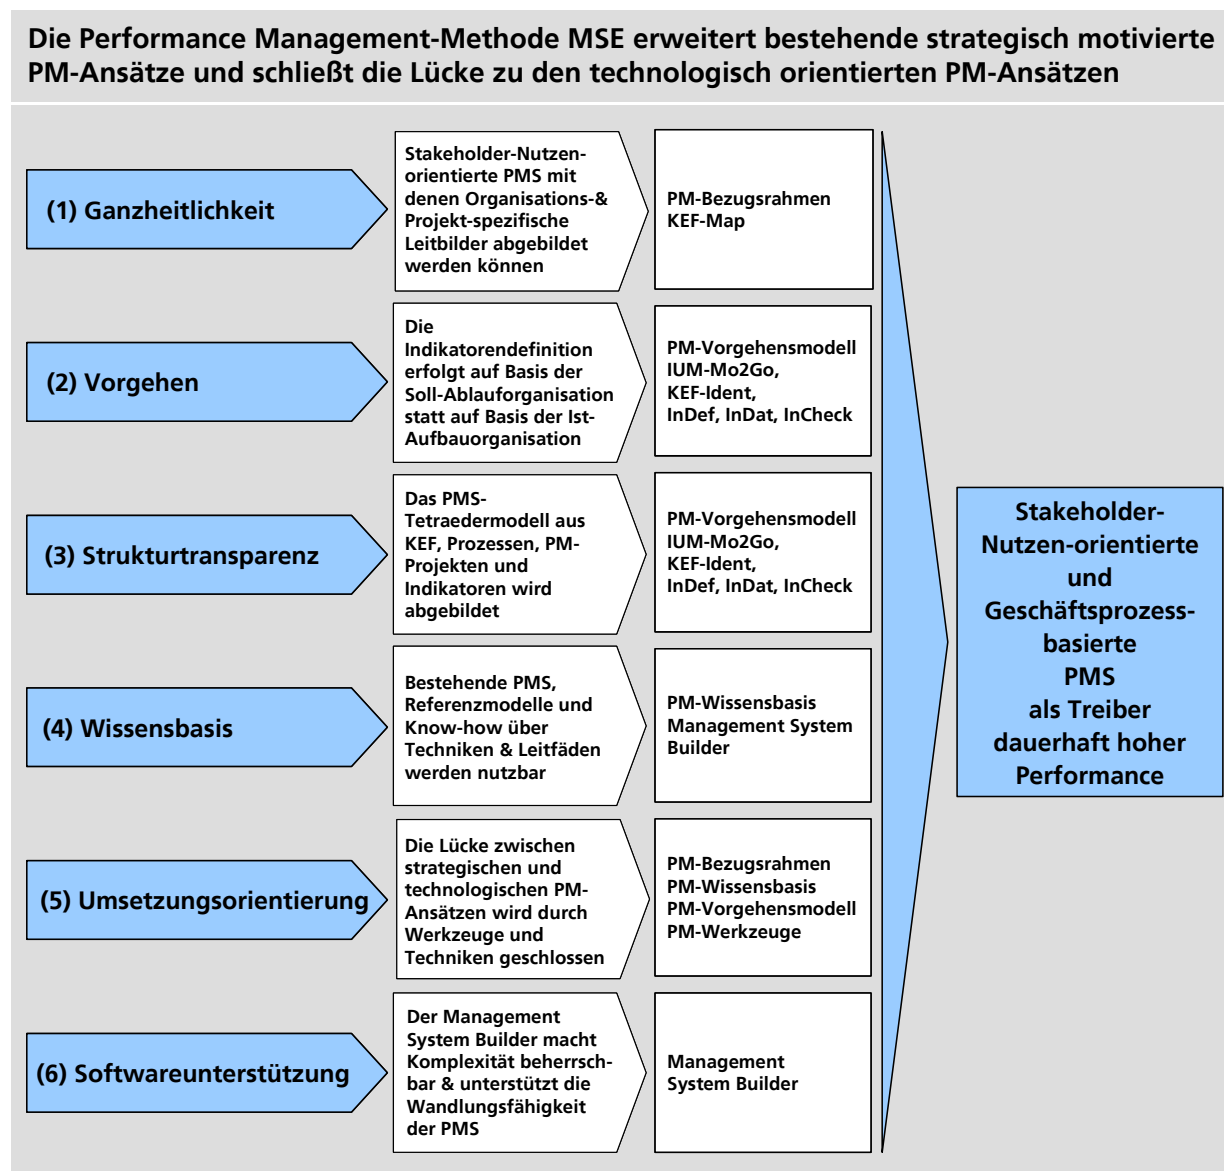 Die Performance Management-Methode MSE erweitert bestehende strategisch motivierte
PM-Ansätze und schließt die Lücke zu den technologisch orientierten PM-Ansätzen
(1) Ganzheitlichkeit
Stakeholder-Nutzen-
orientierte PMS mit
denen Organisations-&
Projekt-spezifische
Leitbilder abgebildet
werden können
PM-Bezugsrahmen
KEF-Map
(2) Vorgehen
Die
Indikatorendefinition
erfolgt auf Basis der
Soll-Ablauforganisation
statt auf Basis der Ist-
Aufbauorganisation
PM-Vorgehensmodell
IUM-Mo2Go,
KEF-Ident,
InDef, InDat, InCheck
(3) Strukturtransparenz
Das PMS-
Tetraedermodell aus
KEF, Prozessen, PM-
Projekten und
Indikatoren wird
abgebildet
PM-Vorgehensmodell
IUM-Mo2Go,
KEF-Ident,
InDef, InDat, InCheck
(4) Wissensbasis
Bestehende PMS,
Referenzmodelle und
Know-how über
Techniken & Leitfäden
werden nutzbar
PM-Wissensbasis
Management System
Builder
(5) Umsetzungsorientierung
Die Lücke zwischen
strategischen und
technologischen PM-
Ansätzen wird durch
Werkzeuge und
Techniken geschlossen
PM-Bezugsrahmen
PM-Wissensbasis
PM-Vorgehensmodell
PM-Werkzeuge
(6) Softwareunterstützung
Der Management
System Builder macht
Komplexität beherrsch-
bar & unterstützt die
Wandlungsfähigkeit
der PMS
Management
System Builder
Stakeholder-
Nutzen-orientierte
und
Geschäftsprozess-
basierte
PMS
als Treiber
dauerhaft hoher
Performance